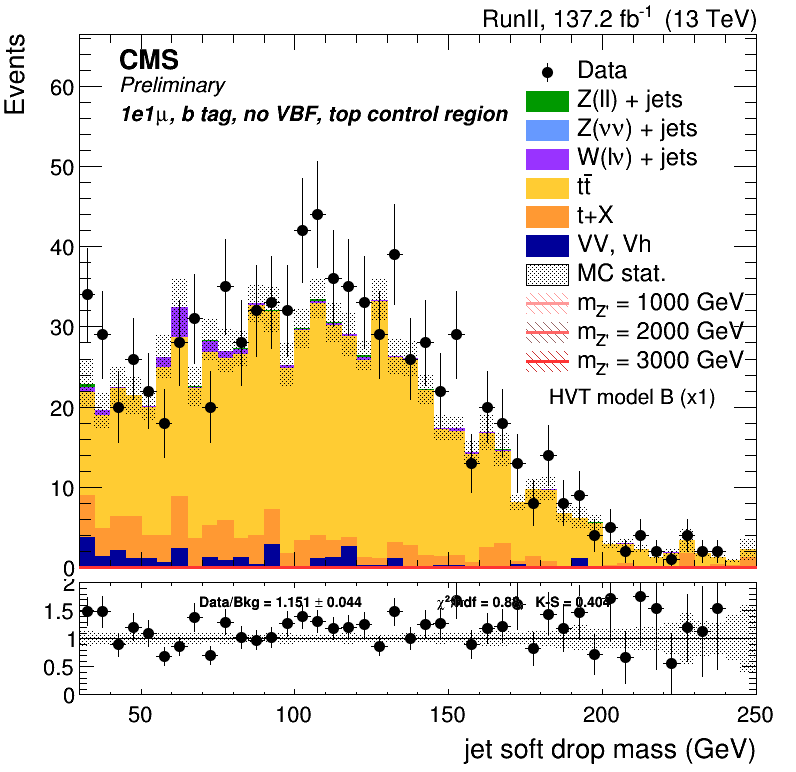 RunII, 137.2 fb⁻¹ (13 TeV)
Events
CMS
Preliminary
1e1μ, b tag, no VBF, top control region
Data
Z(ll) + jets
Z(νν) + jets
W(lν) + jets
tt̄
t+X
VV, Vh
MC stat.
m_Z' = 1000 GeV
m_Z' = 2000 GeV
m_Z' = 3000 GeV
HVT model B (x1)
60
50
40
30
20
10
0
Data/Bkg = 1.151 ± 0.044
K-S = 0.404
2
1.5
1
0.5
0
50
100
150
200
250
jet soft drop mass (GeV)